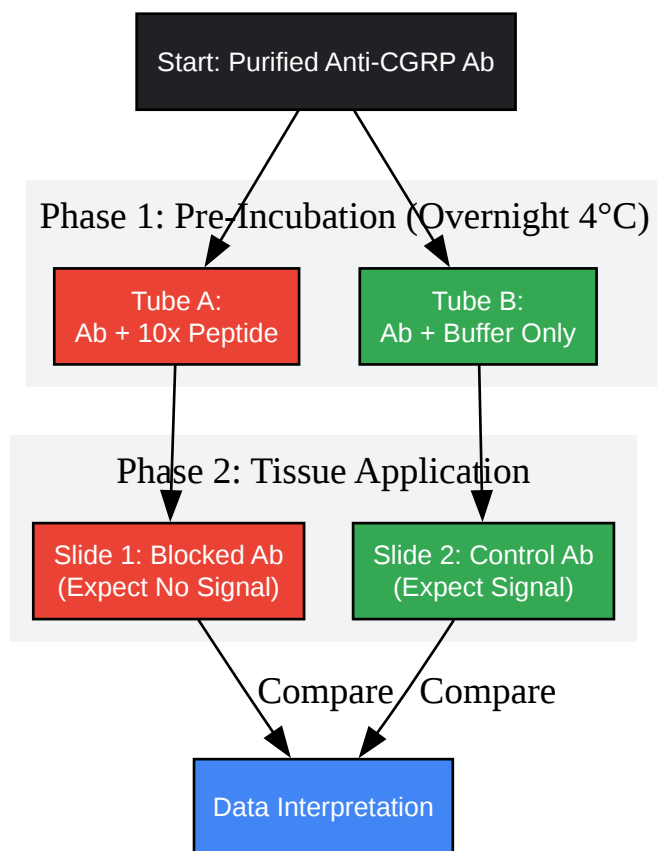 Start: Purified Anti-CGRP Ab
Phase 1: Pre-Incubation (Overnight 4°C)
Tube A:
Ab + 10x Peptide
Tube B:
Ab + Buffer Only
Phase 2: Tissue Application
Slide 1: Blocked Ab
(Expect No Signal)
Slide 2: Control Ab
(Expect Signal)
Compare
Compare
Data Interpretation